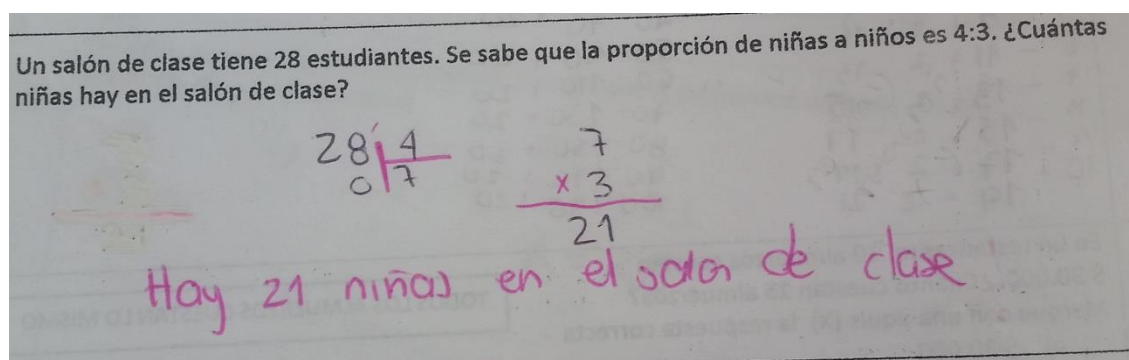 Un salón de clase tiene 28 estudiantes. Se sabe que la proporción de niñas a niños es 4:3. ¿Cuántas
niñas hay en el salón de clase?
28 4
0 7
7
x 3
21
Hay 21 niñas en el salon de clase